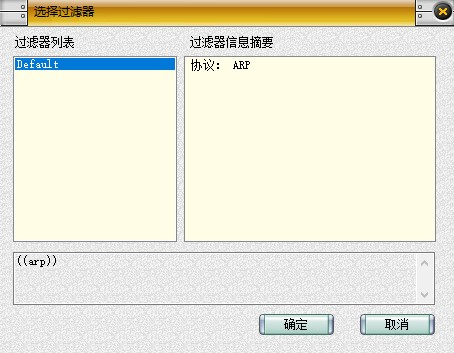 选择过滤器
过滤器列表
过滤器信息摘要
Default
协议： ARP
((arp))
确定
取消